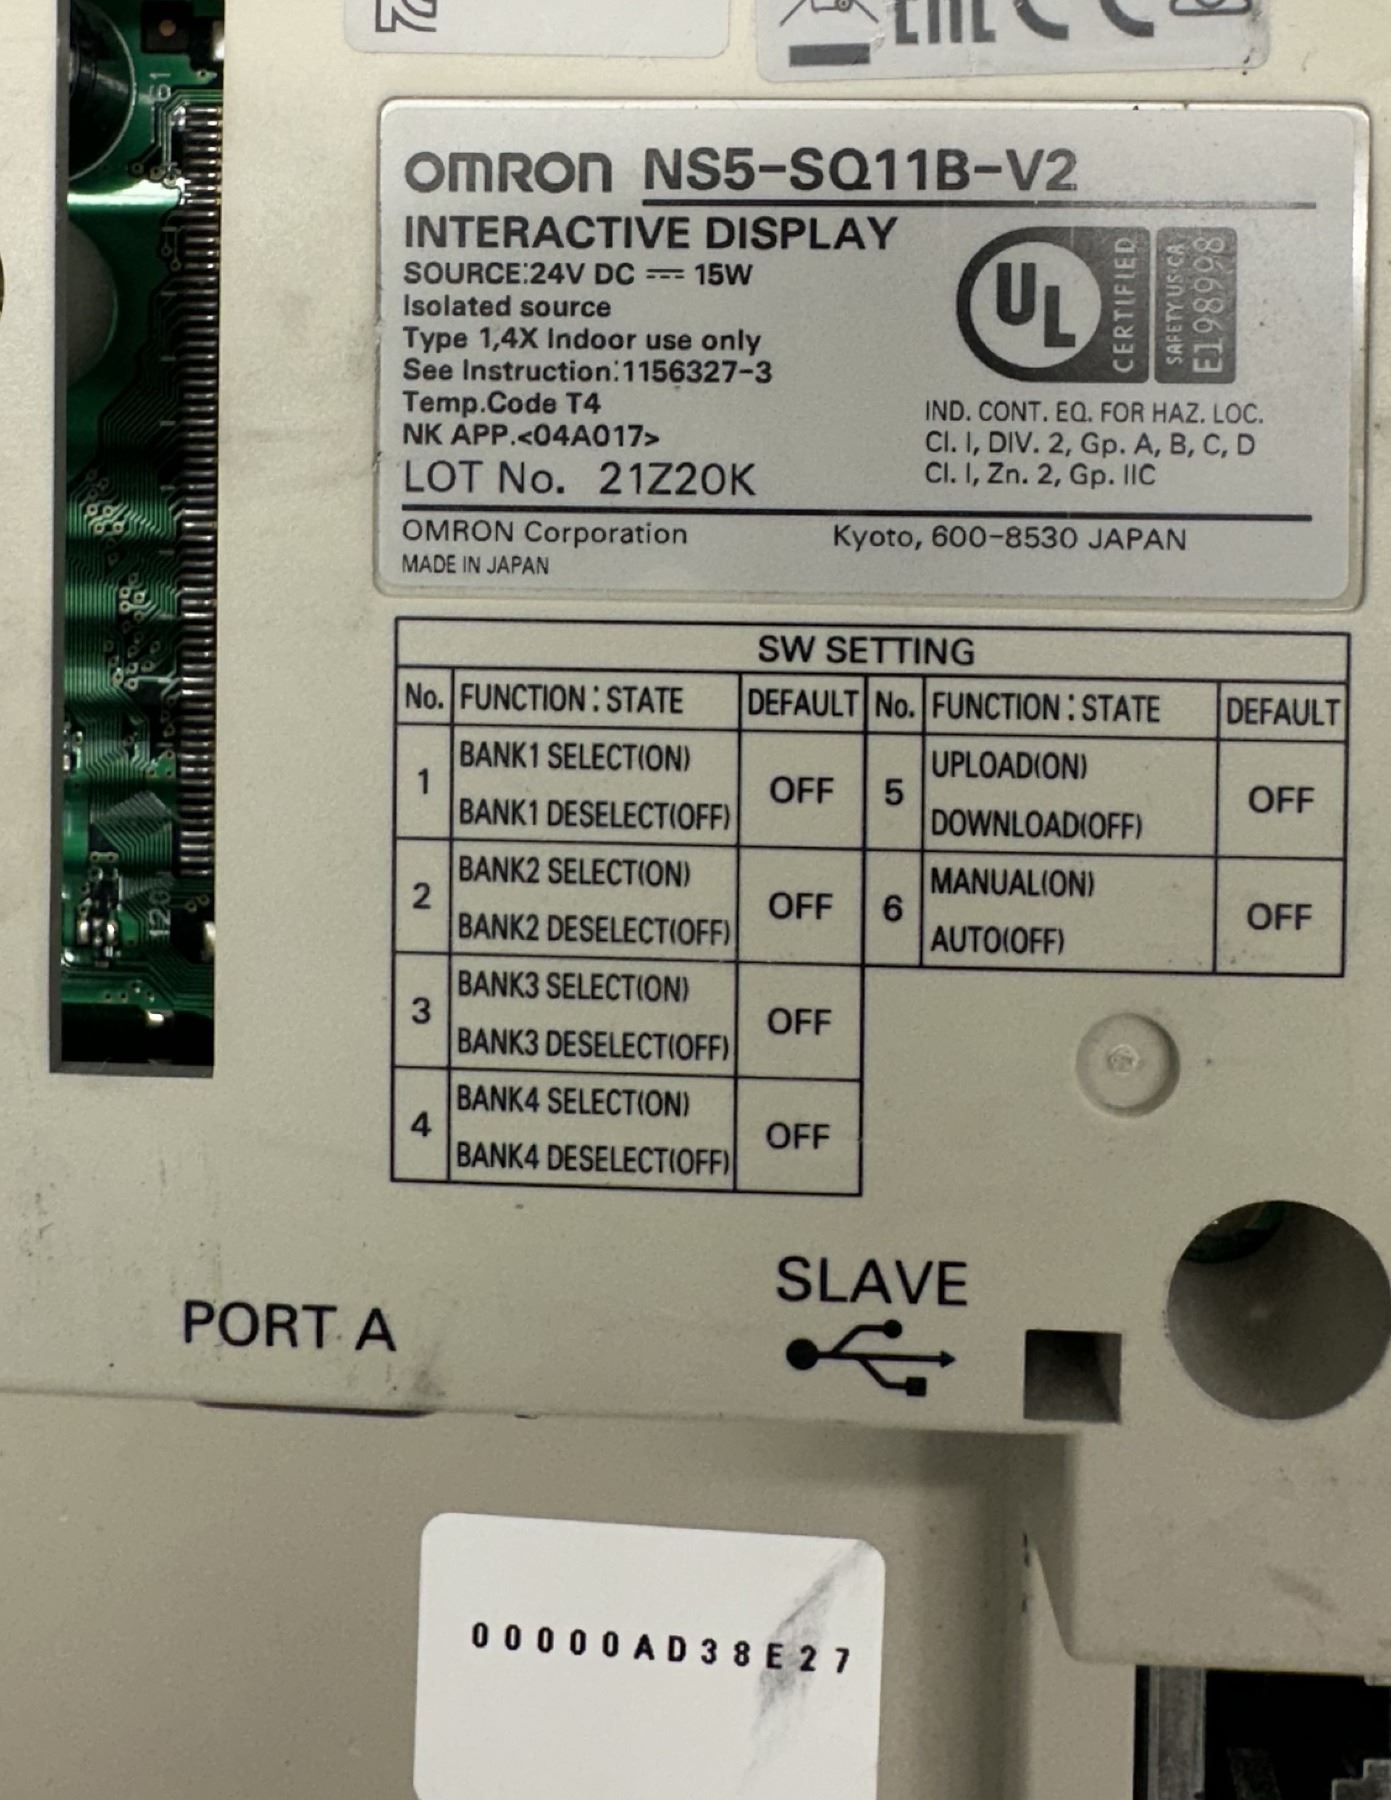 61
EAC CE
OMRON NS5-SQ11B-V2
INTERACTIVE DISPLAY
SOURCE:24V DC 15W
Isolated source
Type 1,4X Indoor use only
See Instruction:1156327-3
Temp.Code T4
NK APP.<04A017>
LOT No. 21Z20K
UL
CERTIFIED
SAFETY US·CA
E198998
IND. CONT. EQ. FOR HAZ. LOC.
Cl. I, DIV. 2, Gp. A, B, C, D
Cl. I, Zn. 2, Gp. IIC
OMRON Corporation Kyoto, 600-8530 JAPAN
MADE IN JAPAN
SW SETTING
No. FUNCTION:STATE DEFAULT No. FUNCTION:STATE DEFAULT
1 BANK1 SELECT(ON) OFF 5 UPLOAD(ON) OFF
BANK1 DESELECT(OFF) DOWNLOAD(OFF)
2 BANK2 SELECT(ON) OFF 6 MANUAL(ON) OFF
BANK2 DESELECT(OFF) AUTO(OFF)
3 BANK3 SELECT(ON) OFF
BANK3 DESELECT(OFF)
4 BANK4 SELECT(ON) OFF
BANK4 DESELECT(OFF)
120
SLAVE
PORT A
00000AD38E27